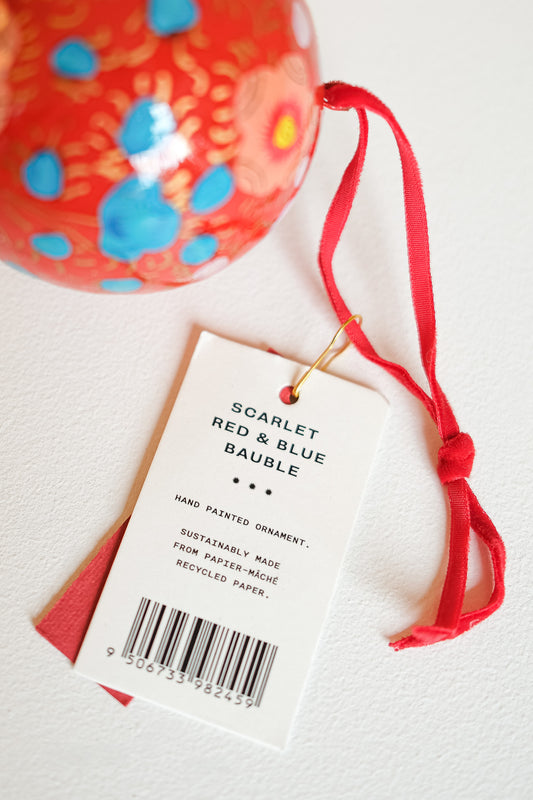 SCARLET
RED & BLUE
BAUBLE
HAND PAINTED ORNAMENT.
SUSTAINABLY MADE
FROM PAPIER-MÂCHÉ
RECYCLED PAPER.
9 506733 982459